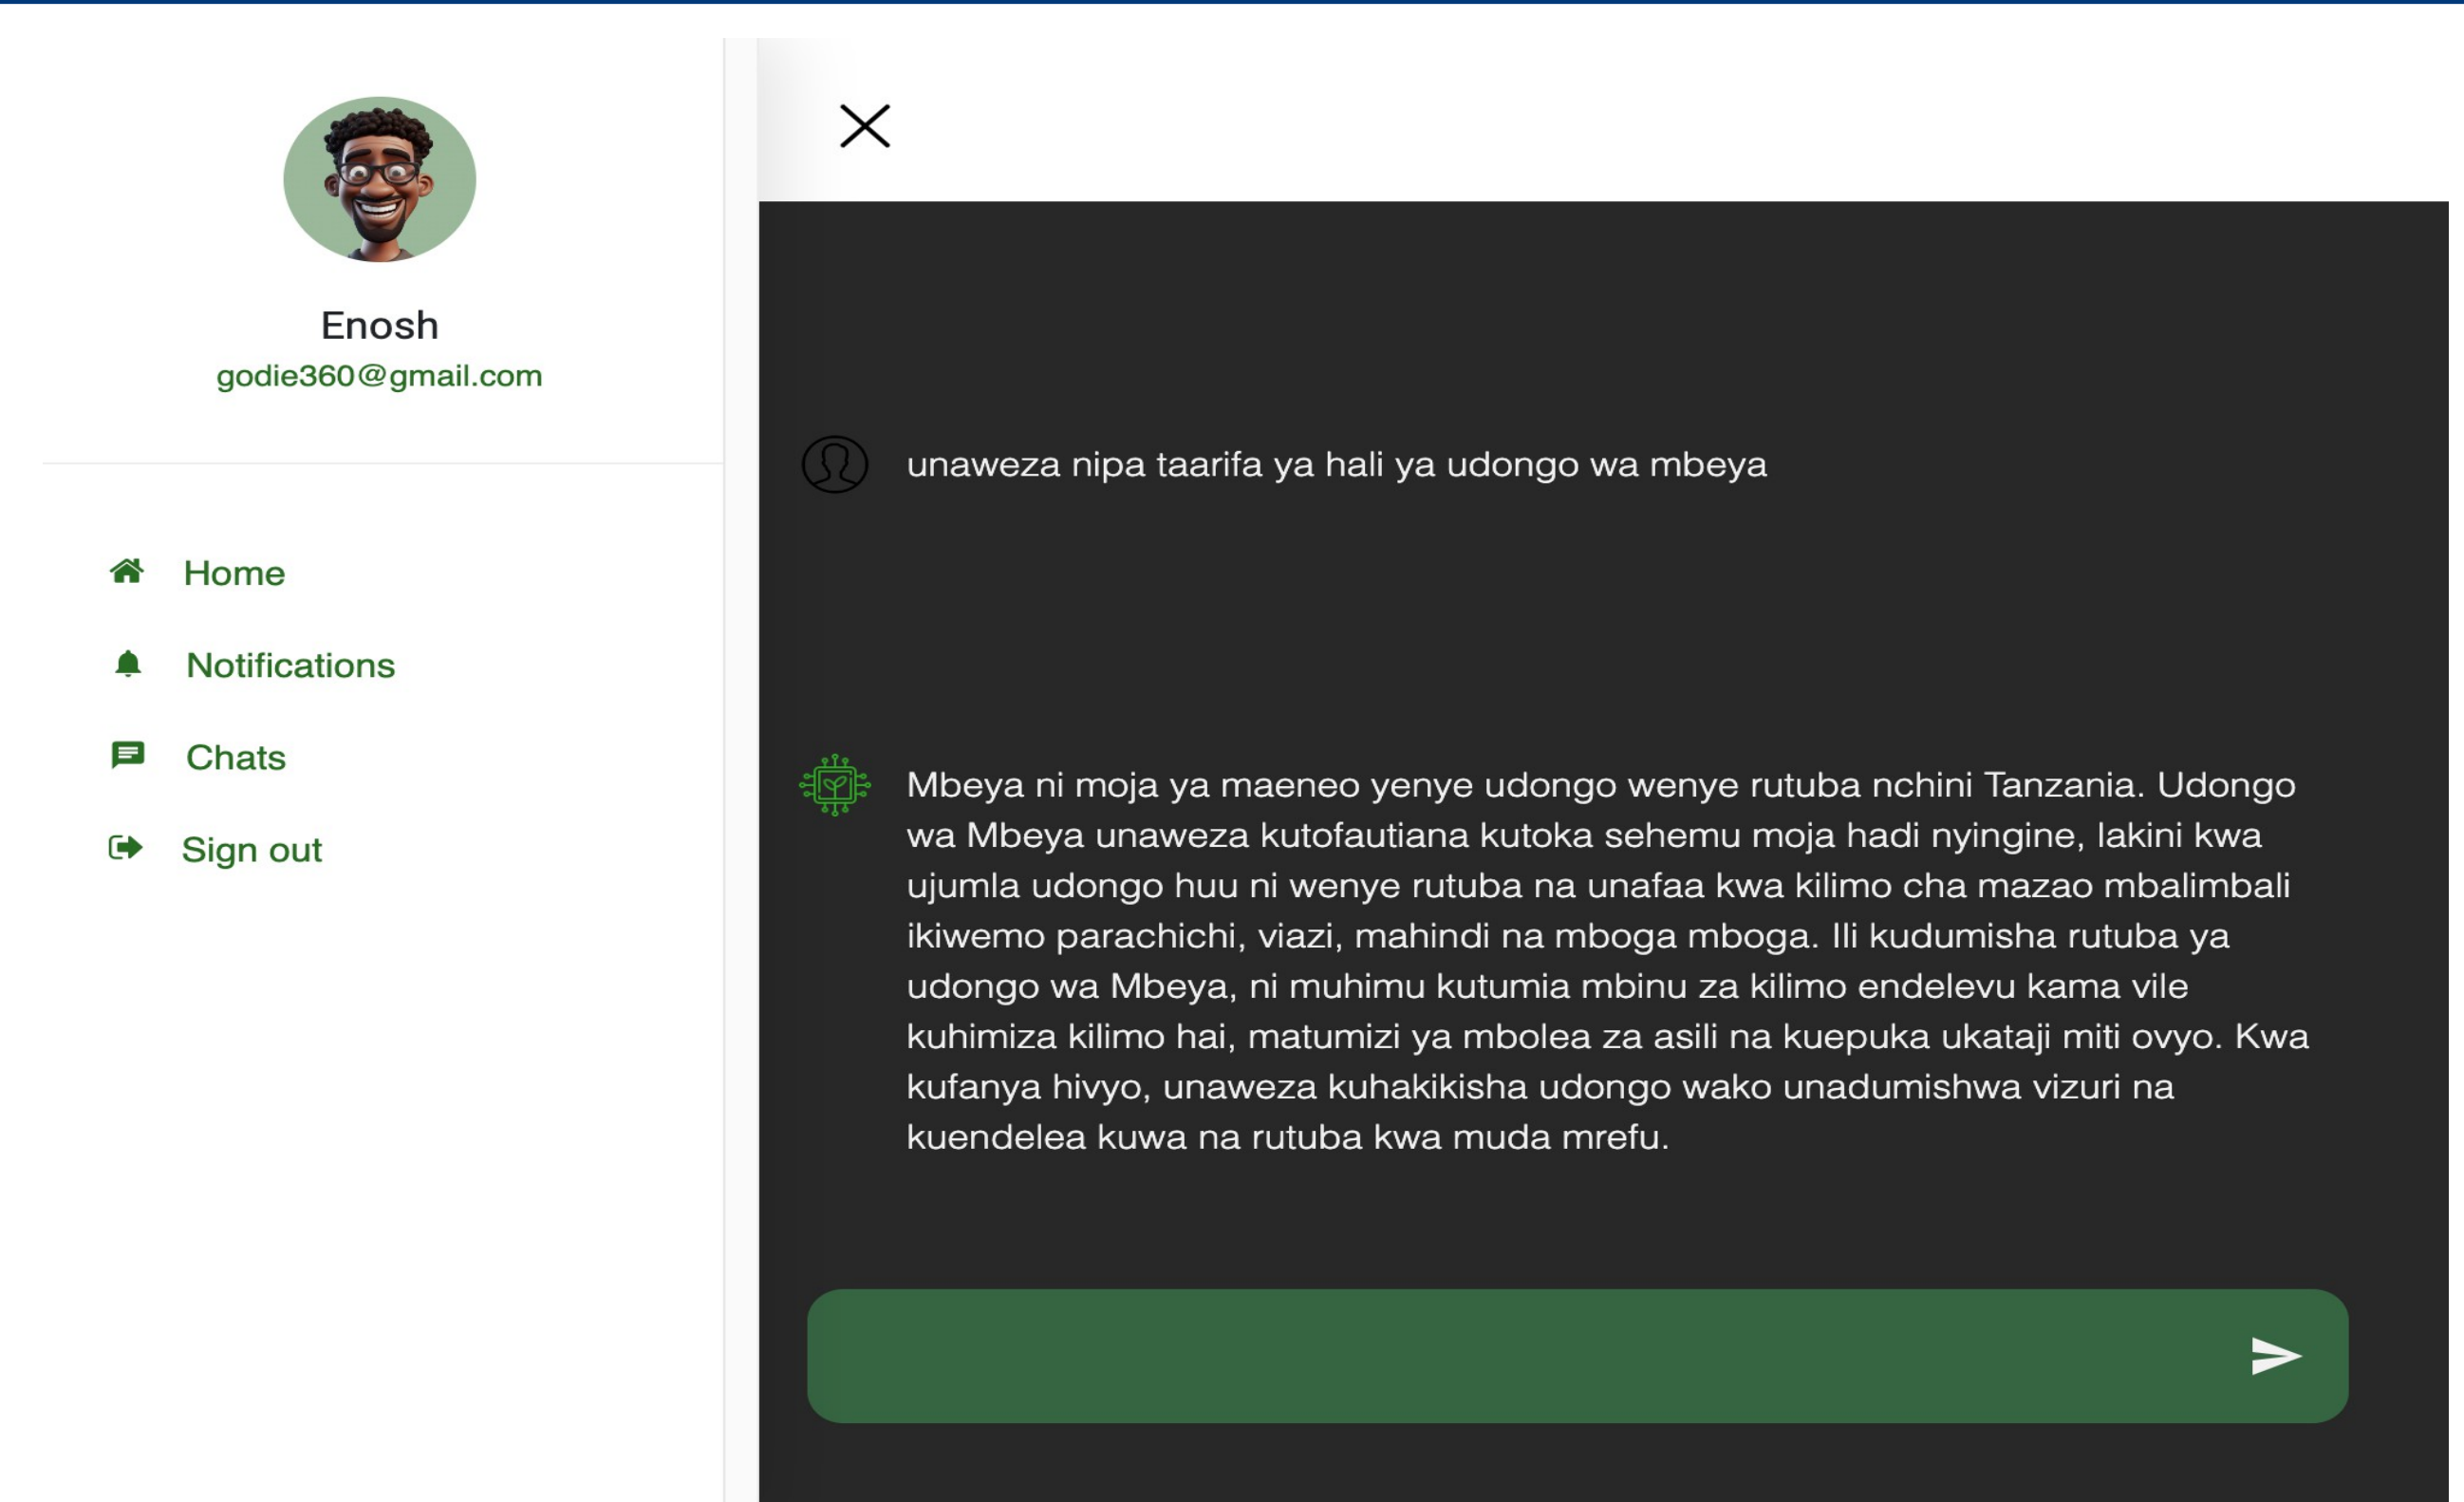 Enosh
godie360@gmail.com
Home
Notifications
Chats
Sign out
unaweza nipa taarifa ya hali ya udongo wa mbeya
Mbeya ni moja ya maeneo yenye udongo wenye rutuba nchini Tanzania. Udongo
wa Mbeya unaweza kutofautiana kutoka sehemu moja hadi nyingine, lakini kwa
ujumla udongo huu ni wenye rutuba na unafaa kwa kilimo cha mazao mbalimbali
ikiwemo parachichi, viazi, mahindi na mboga mboga. Ili kudumisha rutuba ya
udongo wa Mbeya, ni muhimu kutumia mbinu za kilimo endelevu kama vile
kuhimiza kilimo hai, matumizi ya mbolea za asili na kuepuka ukataji miti ovyo. Kwa
kufanya hivyo, unaweza kuhakikisha udongo wako unadumishwa vizuri na
kuendelea kuwa na rutuba kwa muda mrefu.